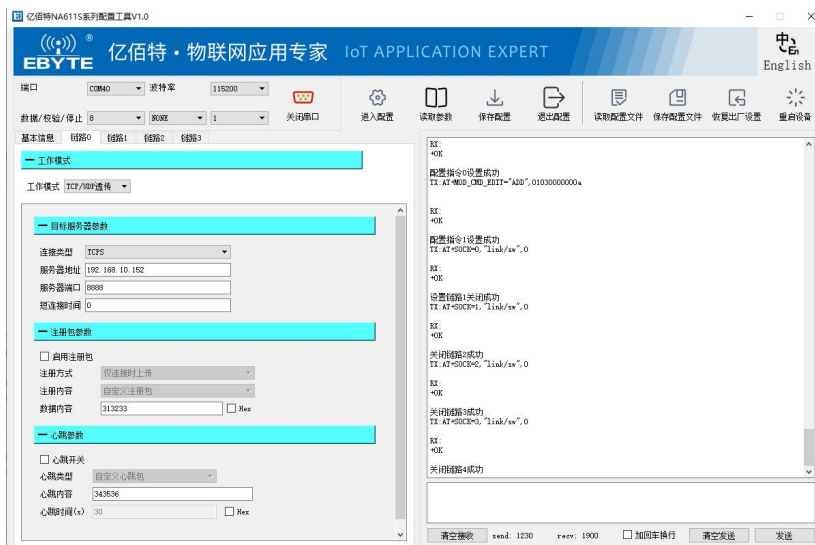 亿佰特NA611S系列配置工具V1.0
((·)) ®
EBYTE
亿佰特·物联网应用专家 IoT APPLICATION EXPERT
中En
English
端口 COM40 波特率 115200
数据/校验/停止 8 NONE 1
关闭串口
进入配置
读取参数
保存配置
退出配置
读取配置文件
保存配置文件
恢复出厂设置
重启设备
基本信息 链路0 链路1 链路2 链路3
工作模式
工作模式 TCP/UDP透传
目标服务器参数
连接类型 TCPS
服务器地址 192.168.10.152
服务器端口 8888
短连接时间 0
注册包参数
启用注册包
注册方式 仅连接时上传
注册内容 自定义注册包
数据内容 313233 Hex
心跳参数
心跳开关
心跳类型 自定义心跳包
心跳内容 343536
心跳时间(s) 30 Hex
RX:
+OK
配置指令0设置成功
TX:AT+MOD_CMD_EDIT="ADD",01030000000a
RX:
+OK
配置指令1设置成功
TX:AT+SOCK=0,"link/sw",0
RX:
+OK
设置链路1关闭成功
TX:AT+SOCK=1,"link/sw",0
RX:
+OK
关闭链路2成功
TX:AT+SOCK=2,"link/sw",0
RX:
+OK
关闭链路3成功
TX:AT+SOCK=3,"link/sw",0
RX:
+OK
关闭链路4成功
清空接收 send: 1230 recv: 1900 加回车换行 清空发送 发送